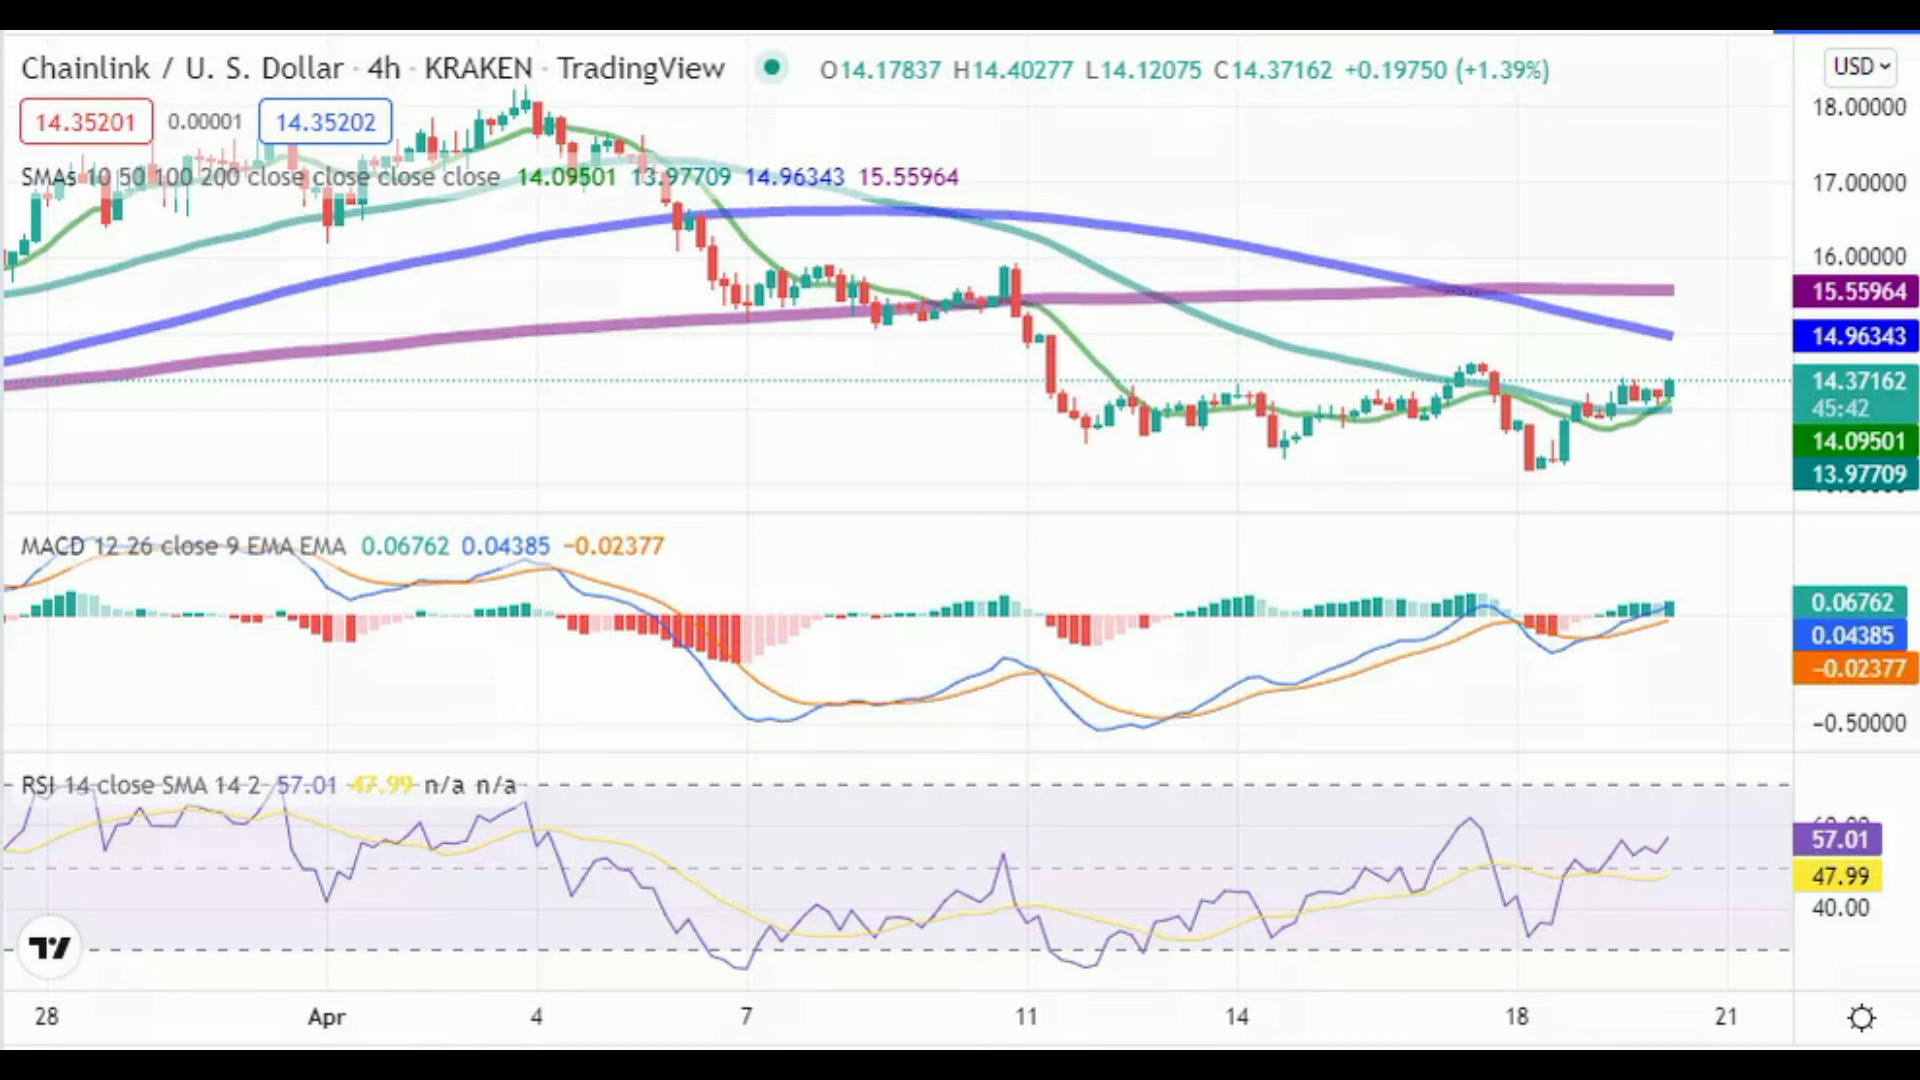 Chainlink / U. S. Dollar · 4h · KRAKEN · TradingView O14.17837 H14.40277 L14.12075 C14.37162 +0.19750 (+1.39%)
USD
14.35201 0.00001 14.35202
SMAs 10 50 100 200 close close close close 14.09501 13.97709 14.96343 15.55964
18.00000
17.00000
16.00000
15.55964
14.96343
14.37162
45:42
14.09501
13.97709
MACD 12 26 close 9 EMA EMA 0.06762 0.04385 −0.02377
0.06762
0.04385
−0.02377
−0.50000
RSI 14 close SMA 14 2 57.01 47.99 n/a n/a
57.01
47.99
40.00
28 Apr 4 7 11 14 18 21